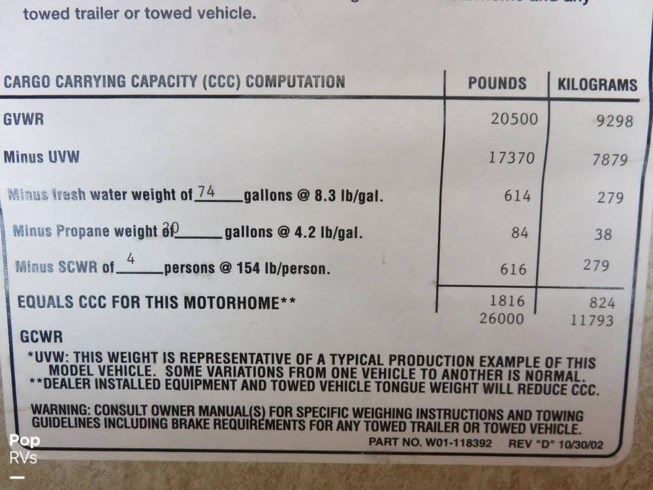 towed trailer or towed vehicle.
CARGO CARRYING CAPACITY (CCC) COMPUTATION POUNDS KILOGRAMS
GVWR 20500 9298
Minus UVW 17370 7879
Minus fresh water weight of 74 gallons @ 8.3 lb/gal. 614 279
Minus Propane weight of 20 gallons @ 4.2 lb/gal. 84 38
Minus SCWR of 4 persons @ 154 lb/person. 616 279
EQUALS CCC FOR THIS MOTORHOME** 1816 824
26000 11793
GCWR
*UVW: THIS WEIGHT IS REPRESENTATIVE OF A TYPICAL PRODUCTION EXAMPLE OF THIS
MODEL VEHICLE. SOME VARIATIONS FROM ONE VEHICLE TO ANOTHER IS NORMAL.
**DEALER INSTALLED EQUIPMENT AND TOWED VEHICLE TONGUE WEIGHT WILL REDUCE CCC.
WARNING: CONSULT OWNER MANUAL(S) FOR SPECIFIC WEIGHING INSTRUCTIONS AND TOWING
GUIDELINES INCLUDING BRAKE REQUIREMENTS FOR ANY TOWED TRAILER OR TOWED VEHICLE.
PART NO. W01-118392 REV "D" 10/30/02
Pop
RVs